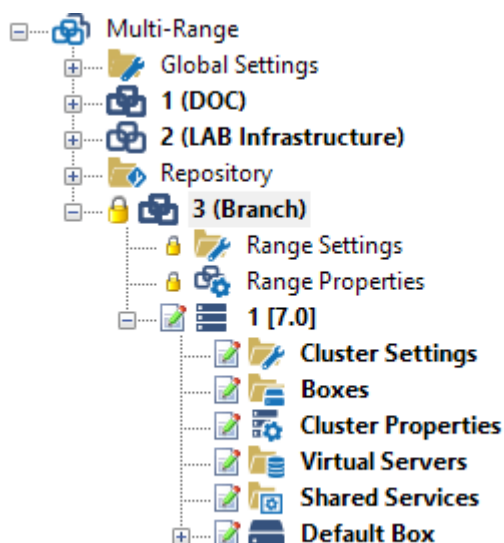 Multi-Range
Global Settings
1 (DOC)
2 (LAB Infrastructure)
Repository
3 (Branch)
Range Settings
Range Properties
1 [7.0]
Cluster Settings
Boxes
Cluster Properties
Virtual Servers
Shared Services
Default Box